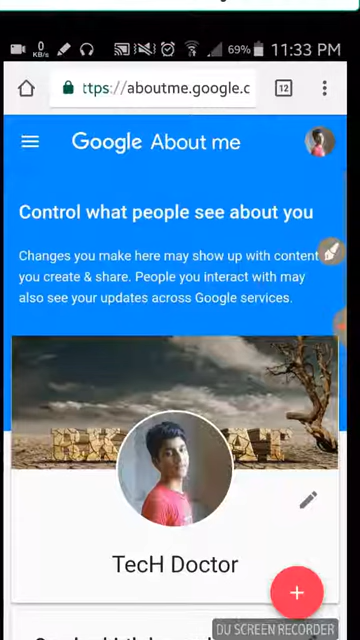 0
KB/s
69%
11:33 PM
ttps://aboutme.google.c
12
Google About me
Control what people see about you
Changes you make here may show up with content
you create & share. People you interact with may
also see your updates across Google services.
TecH Doctor
+
DU SCREEN RECORDER